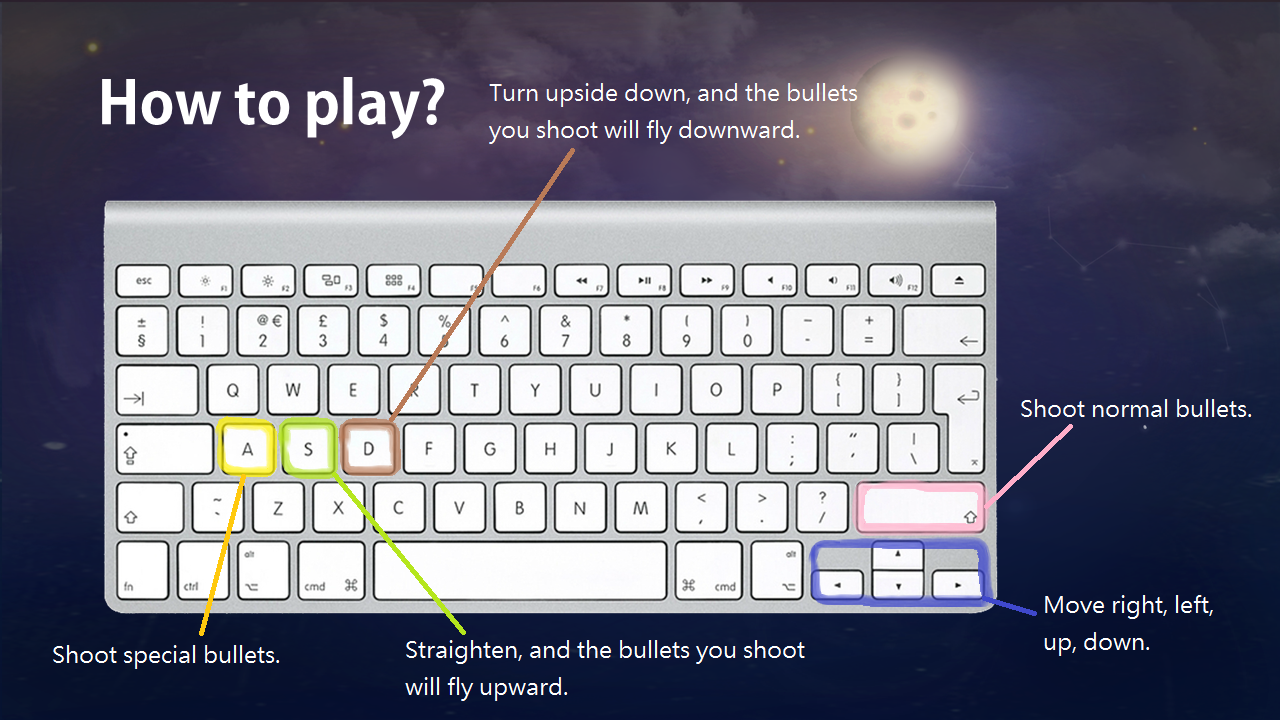 How to play?
Turn upside down, and the bullets
you shoot will fly downward.
esc F1 F2 F3 F4 F5 F6 F7 F8 F9 F10 F11 F12
± ! @ € £ $ % ^ & * ( ) - +
§ 1 2 3 4 6 7 8 9 0 - =
Q W E R T Y U I O P { }
[ ]
A S D F G H J K L : “ |
; ‘ \
~ Z X C V B N M < > ?
` , . /
fn ctrl alt cmd ⌘ ⌘ cmd alt
Shoot normal bullets.
Move right, left,
up, down.
Shoot special bullets.
Straighten, and the bullets you shoot
will fly upward.